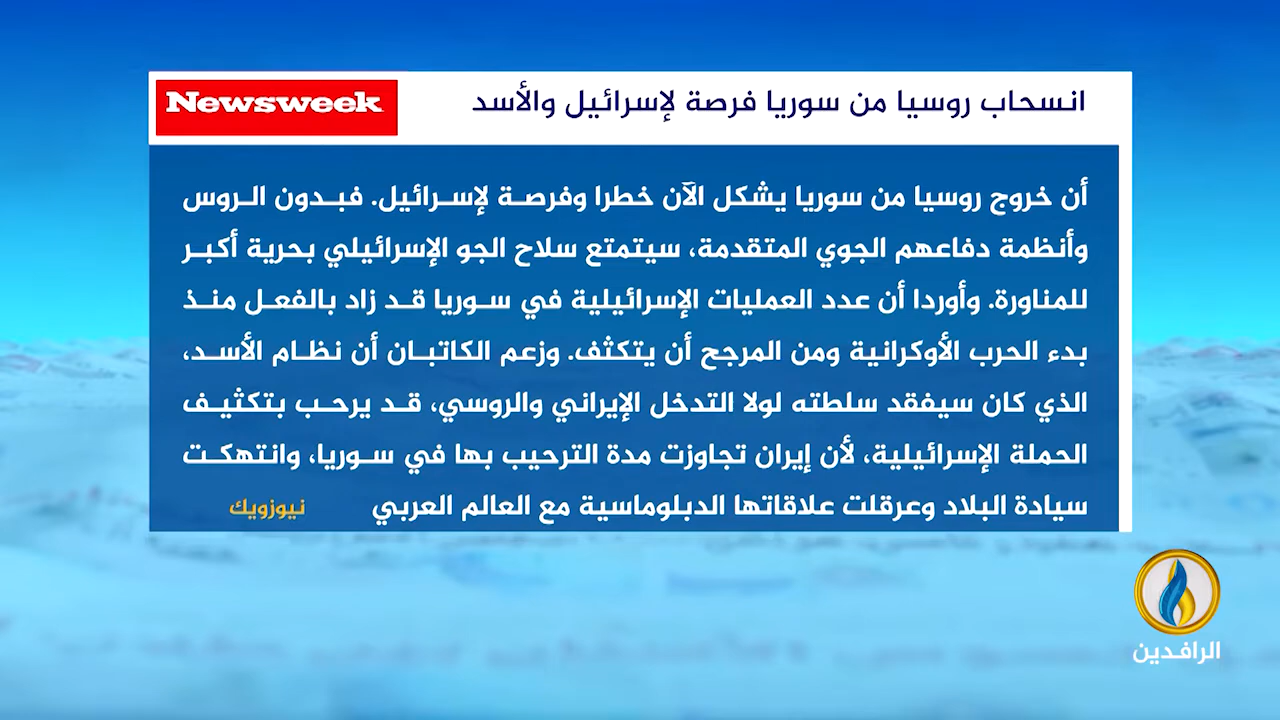 Newsweek
انسحاب روسيا من سوريا فرصة لإسرائيل والأسد
أن خروج روسيا من سوريا يشكل الآن خطرا وفرصة لإسرائيل. فبدون الروس
وأنظمة دفاعهم الجوي المتقدمة، سيتمتع سلاح الجو الإسرائيلي بحرية أكبر
للمناورة. وأوردا أن عدد العمليات الإسرائيلية في سوريا قد زاد بالفعل منذ
بدء الحرب الأوكرانية ومن المرجح أن يتكثف. وزعم الكاتبان أن نظام الأسد،
الذي كان سيفقد سلطته لولا التدخل الإيراني والروسي، قد يرحب بتكثيف
الحملة الإسرائيلية، لأن إيران تجاوزت مدة الترحيب بها في سوريا، وانتهكت
سيادة البلاد وعرقلت علاقاتها الدبلوماسية مع العالم العربي
نيوزويك
الرافدين